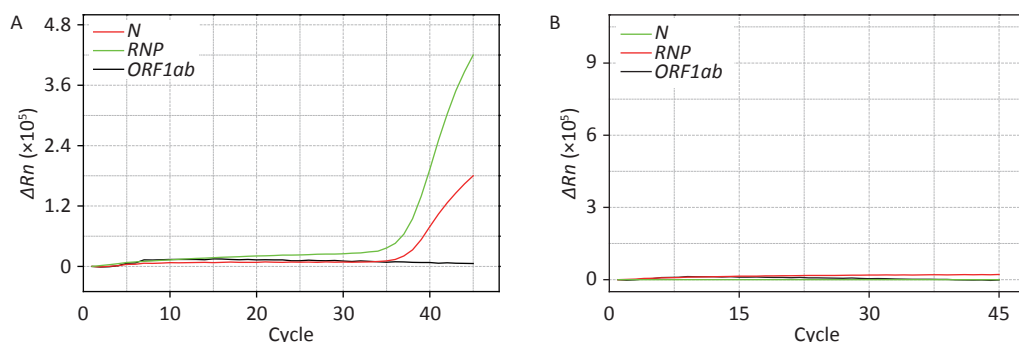 A
N
RNP
ORF1ab
4.8
3.6
2.4
1.2
0
ΔRn (×10⁵)
0 10 20 30 40
Cycle
B
N
RNP
ORF1ab
9
6
3
0
ΔRn (×10⁵)
0 15 30 45
Cycle